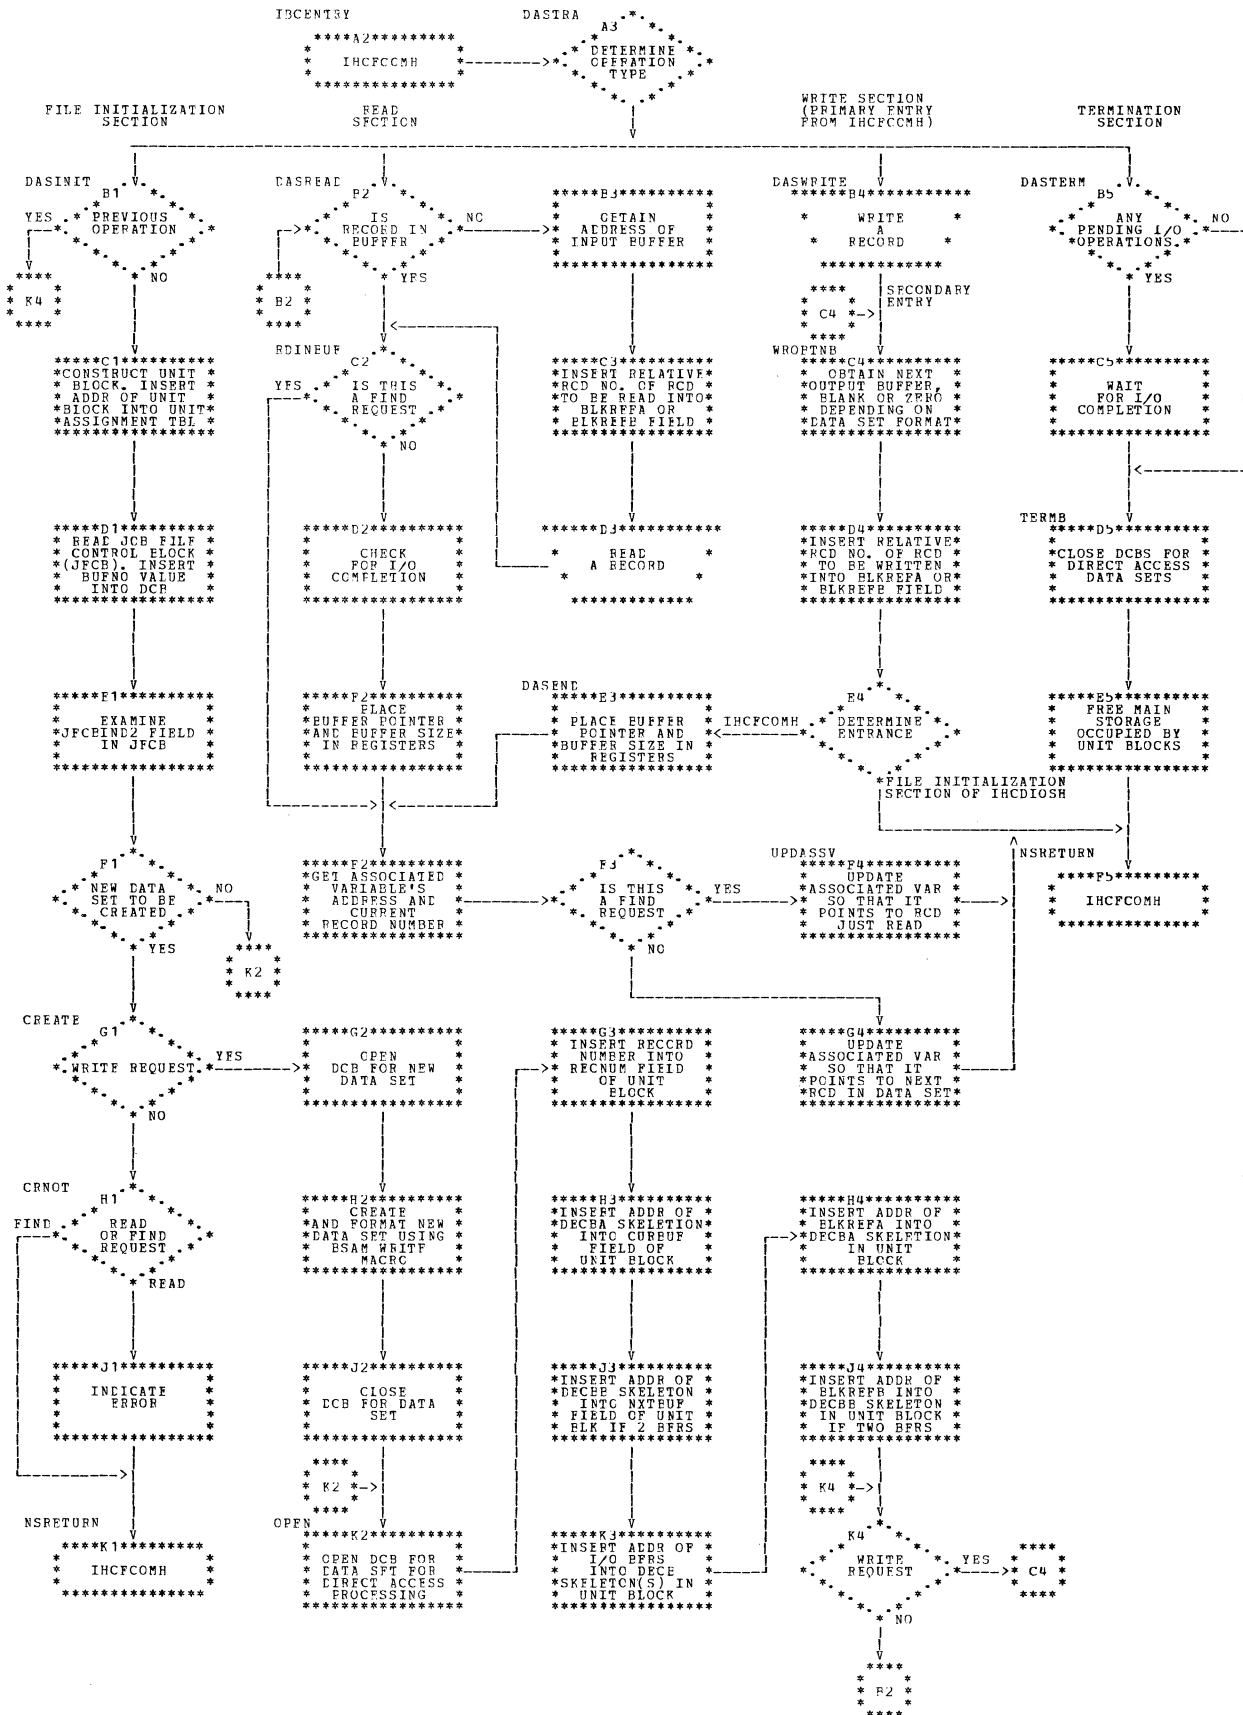 IBCENTRY
DASTRA
A2
IHCFCCMH
A3
DETERMINE
OPERATION
TYPE
FILE INITIALIZATION
SECTION
READ
SECTION
WRITE SECTION
(PRIMARY ENTRY
FROM IHCFCCMH)
TERMINATION
SECTION
DASINIT
B1
PREVIOUS
OPERATION
YES
NO
K4
DASREAD
B2
IS
RECORD IN
BUFFER
NC
YES
B2
B3
OBTAIN
ADDRESS OF
INPUT BUFFER
DASWRITE
B4
WRITE
A
RECORD
SECONDARY
ENTRY
C4
DASTERM
B5
ANY
PENDING I/O
OPERATIONS.
NO
YES
C1
CONSTRUCT UNIT
BLOCK. INSERT
ADDR OF UNIT
BLOCK INTO UNIT
ASSIGNMENT TBL
RDINBUF
C2
IS THIS
A FIND
REQUEST
YES
NO
C3
INSERT RELATIVE
RCD NO. OF RCD
TO BE READ INTO
BLKREFA OR
BLKREFB FIELD
WROPTNB
C4
OBTAIN NEXT
OUTPUT BUFFER,
BLANK OR ZERO
DEPENDING ON
DATA SET FORMAT
C5
WAIT
FOR I/O
COMPLETION
D1
READ JOB FILE
CONTROL BLOCK
(JFCB). INSERT
BUFNO VALUE
INTO DCB
D2
CHECK
FOR I/O
COMPLETION
D3
READ
A RECORD
D4
INSERT RELATIVE
RCD NO. OF RCD
TO BE WRITTEN
INTO BLKREFA OR
BLKREFB FIELD
TERMB
D5
CLOSE DCBS FOR
DIRECT ACCESS
DATA SETS
E1
EXAMINE
JFCBIND2 FIELD
IN JFCB
E2
PLACE
BUFFER POINTER
AND BUFFER SIZE
IN REGISTERS
DASEND
E3
PLACE BUFFER
POINTER AND
BUFFER SIZE IN
REGISTERS
IHCFCOMH
E4
DETERMINE
ENTRANCE
FILE INITIALIZATION
SECTION OF IHCDIOSH
E5
FREE MAIN
STORAGE
OCCUPIED BY
UNIT BLOCKS
F1
NEW DATA
SET TO BE
CREATED
NO
YES
K2
F2
GET ASSOCIATED
VARIABLE'S
ADDRESS AND
CURRENT
RECORD NUMBER
F3
IS THIS
A FIND
REQUEST
YES
NO
UPDASSV
F4
UPDATE
ASSOCIATED VAR
SO THAT IT
POINTS TO RCD
JUST READ
NSRETURN
F5
IHCFCOMH
CREATE
G1
WRITE REQUEST
YES
NO
G2
OPEN
DCB FOR NEW
DATA SET
G3
INSERT RECORD
NUMBER INTO
RECNUM FIELD
OF UNIT
BLOCK
G4
UPDATE
ASSOCIATED VAR
SO THAT IT
POINTS TO NEXT
RCD IN DATA SET
CRNOT
H1
READ
OR FIND
REQUEST
FIND
READ
H2
CREATE
AND FORMAT NEW
DATA SET USING
BSAM WRITE
MACRO
H3
INSERT ADDR OF
DECBA SKELETION
INTO CURBUF
FIELD OF
UNIT BLOCK
H4
INSERT ADDR OF
BLKREFA INTO
DECBA SKELETION
IN UNIT
BLOCK
J1
INDICATE
ERROR
J2
CLOSE
DCB FOR DATA
SET
J3
INSERT ADDR OF
DECBB SKELETON
INTO NXTBUF
FIELD OF UNIT
BLK IF 2 BFRS
J4
INSERT ADDR OF
BLKREFB INTO
DECBB SKELETON
IN UNIT BLOCK
IF TWO BFRS
K2
K4
NSRETURN
K1
IHCFCOMH
OPEN
K2
OPEN DCB FOR
DATA SET FOR
DIRECT ACCESS
PROCESSING
K3
INSERT ADDR OF
I/O BFRS
INTO DECB
SKELETON(S) IN
UNIT BLOCK
K4
WRITE
REQUEST
YES
C4
NO
B2